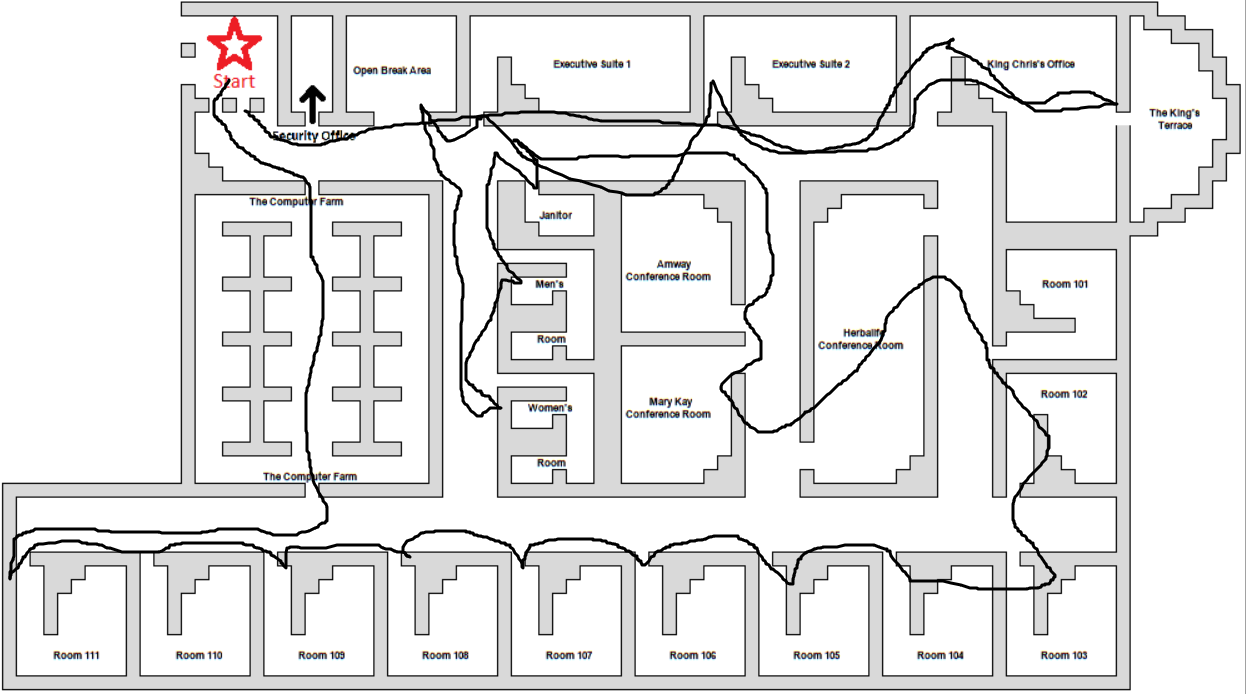 Start
Security Office
Open Break Area
Executive Suite 1
Executive Suite 2
King Chris's Office
The King's
Terrace
The Computer Farm
Janitor
Men's
Room
Women's
Room
Amway
Conference Room
Mary Kay
Conference Room
Herbalife
Conference Room
Room 101
Room 102
The Computer Farm
Room 111
Room 110
Room 109
Room 108
Room 107
Room 106
Room 105
Room 104
Room 103